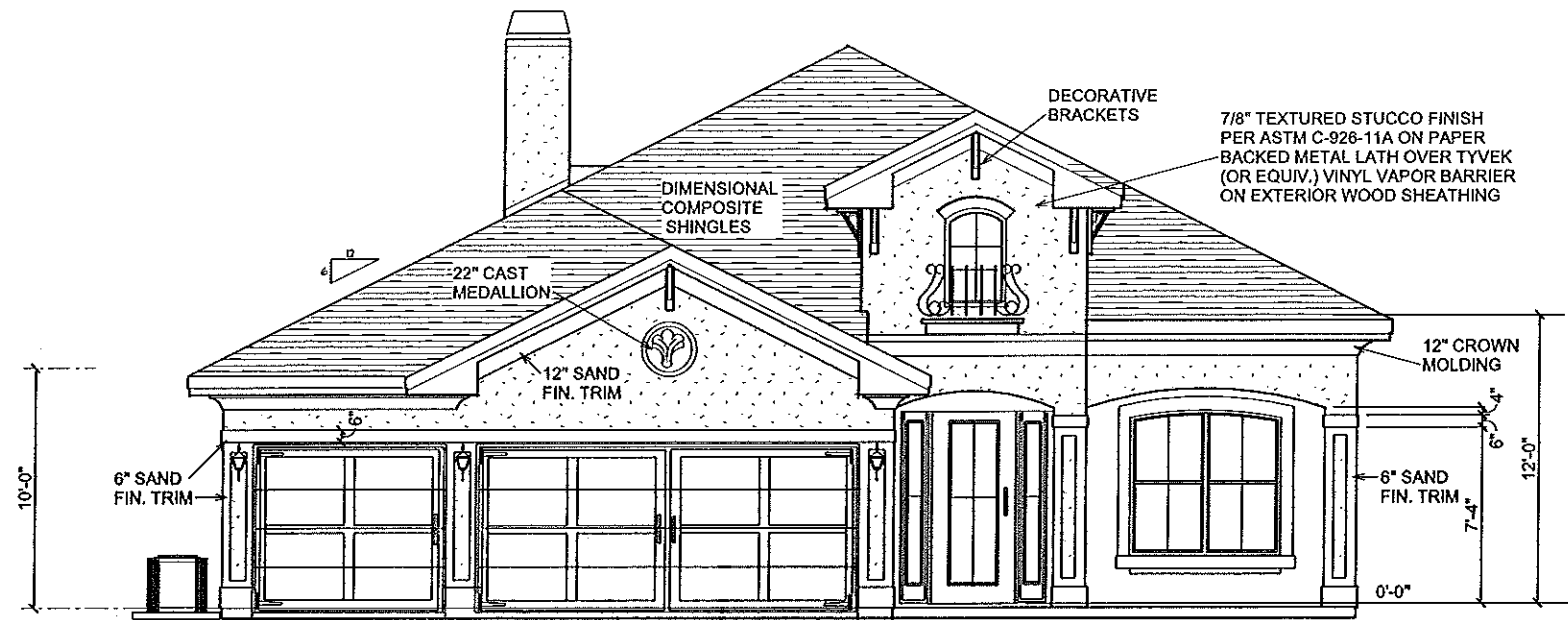 DECORATIVE
BRACKETS
7/8" TEXTURED STUCCO FINISH
PER ASTM C-926-11A ON PAPER
BACKED METAL LATH OVER TYVEK
(OR EQUIV.) VINYL VAPOR BARRIER
ON EXTERIOR WOOD SHEATHING
DIMENSIONAL
COMPOSITE
SHINGLES
12
6
22" CAST
MEDALLION
12" SAND
FIN. TRIM
12" CROWN
MOLDING
6"
4"
6"
10'-0"
6" SAND
FIN. TRIM
6" SAND
FIN. TRIM
7'-4"
12'-0"
0'-0"